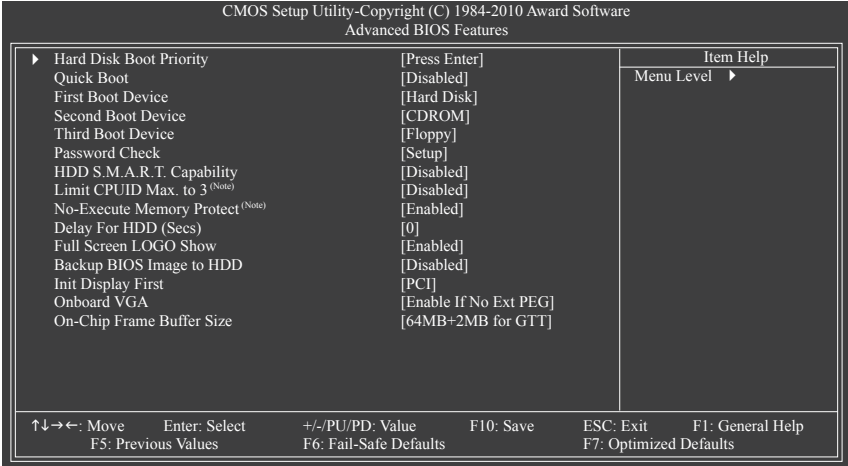 CMOS Setup Utility-Copyright (C) 1984-2010 Award Software
Advanced BIOS Features
Item Help
Menu Level ▶
▶ Hard Disk Boot Priority [Press Enter]
Quick Boot [Disabled]
First Boot Device [Hard Disk]
Second Boot Device [CDROM]
Third Boot Device [Floppy]
Password Check [Setup]
HDD S.M.A.R.T. Capability [Disabled]
Limit CPUID Max. to 3 (Note) [Disabled]
No-Execute Memory Protect (Note) [Enabled]
Delay For HDD (Secs) [0]
Full Screen LOGO Show [Enabled]
Backup BIOS Image to HDD [Disabled]
Init Display First [PCI]
Onboard VGA [Enable If No Ext PEG]
On-Chip Frame Buffer Size [64MB+2MB for GTT]
↑↓→←: Move Enter: Select +/-/PU/PD: Value F10: Save ESC: Exit F1: General Help
F5: Previous Values F6: Fail-Safe Defaults F7: Optimized Defaults